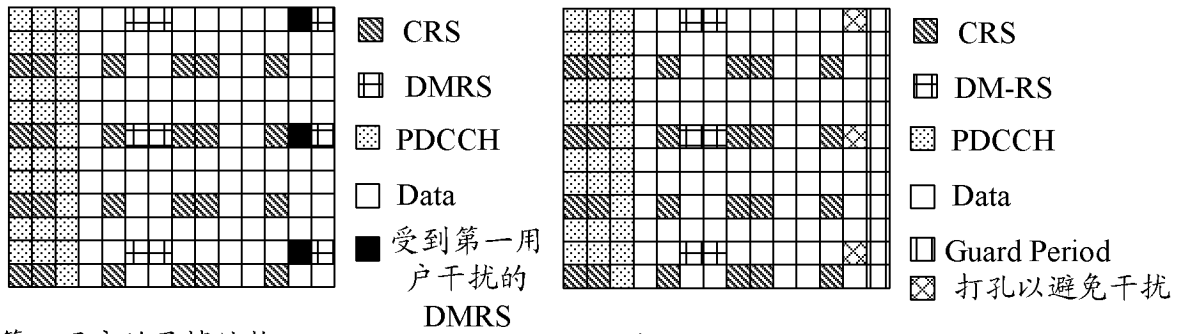 CRS
DMRS
PDCCH
Data
受到第一用
户干扰的
DMRS
CRS
DM-RS
PDCCH
Data
Guard Period
打孔以避免干扰